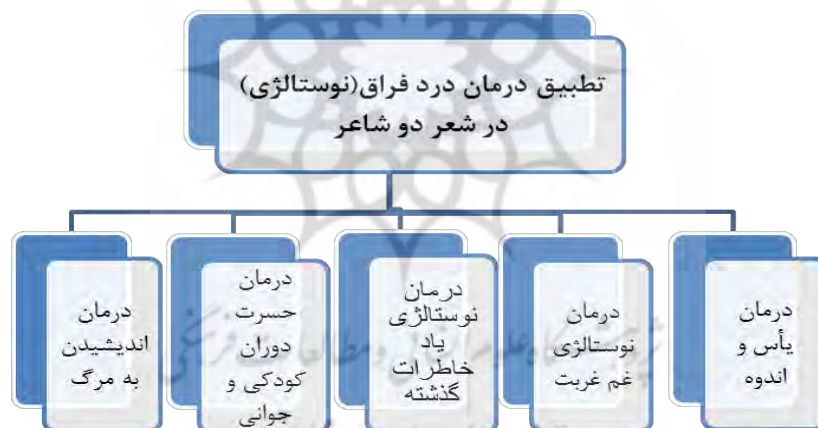 تطبیق درمان درد فراق(نوستالژی)
در شعر دو شاعر
درمان
یأس و
اندوه
درمان
نوستالژی
غم غربت
درمان
نوستالژی
یاد
خاطرات
گذشته
درمان
حسرت
دوران
کودکی و
جوانی
درمان
اندیشیدن
به مرگ